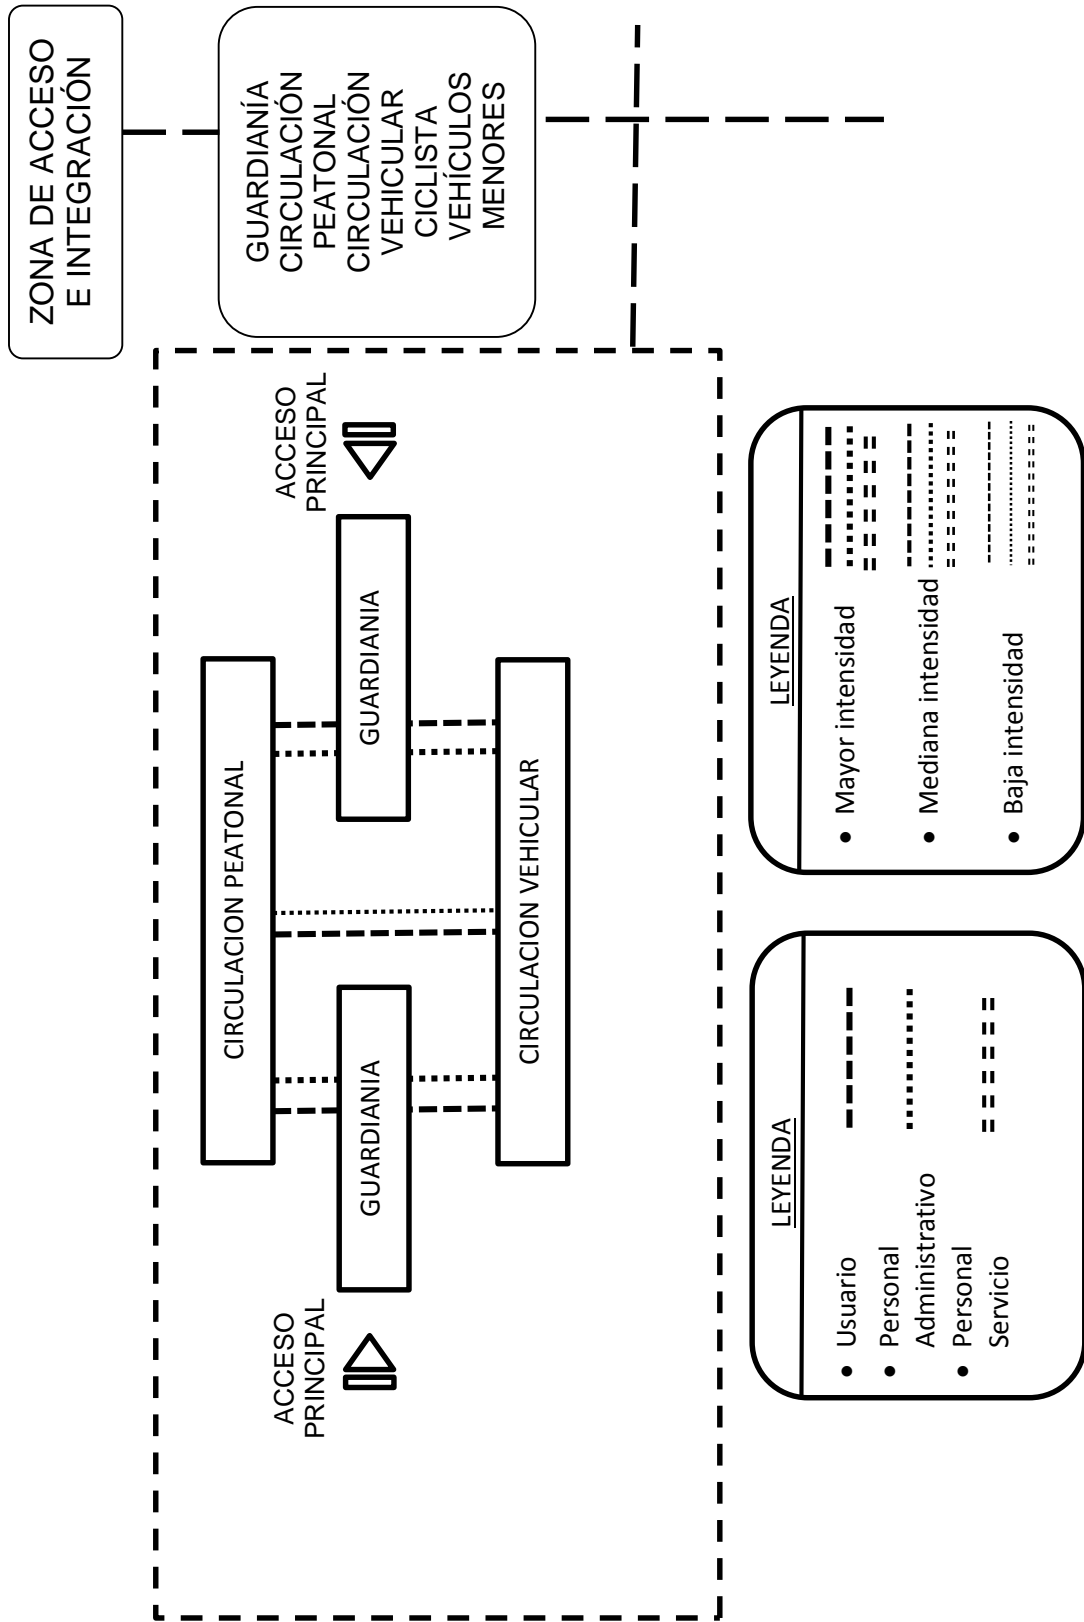 ZONA DE ACCESO
E INTEGRACIÓN
GUARDIANÍA
CIRCULACIÓN
PEATONAL
CIRCULACIÓN
VEHICULAR
CICLISTA
VEHÍCULOS
MENORES
ACCESO
PRINCIPAL
CIRCULACION PEATONAL
GUARDIANIA
GUARDIANIA
CIRCULACION VEHICULAR
ACCESO
PRINCIPAL
LEYENDA
• Usuario
• Personal
Administrativo
• Personal
Servicio
LEYENDA
• Mayor intensidad
• Mediana intensidad
• Baja intensidad